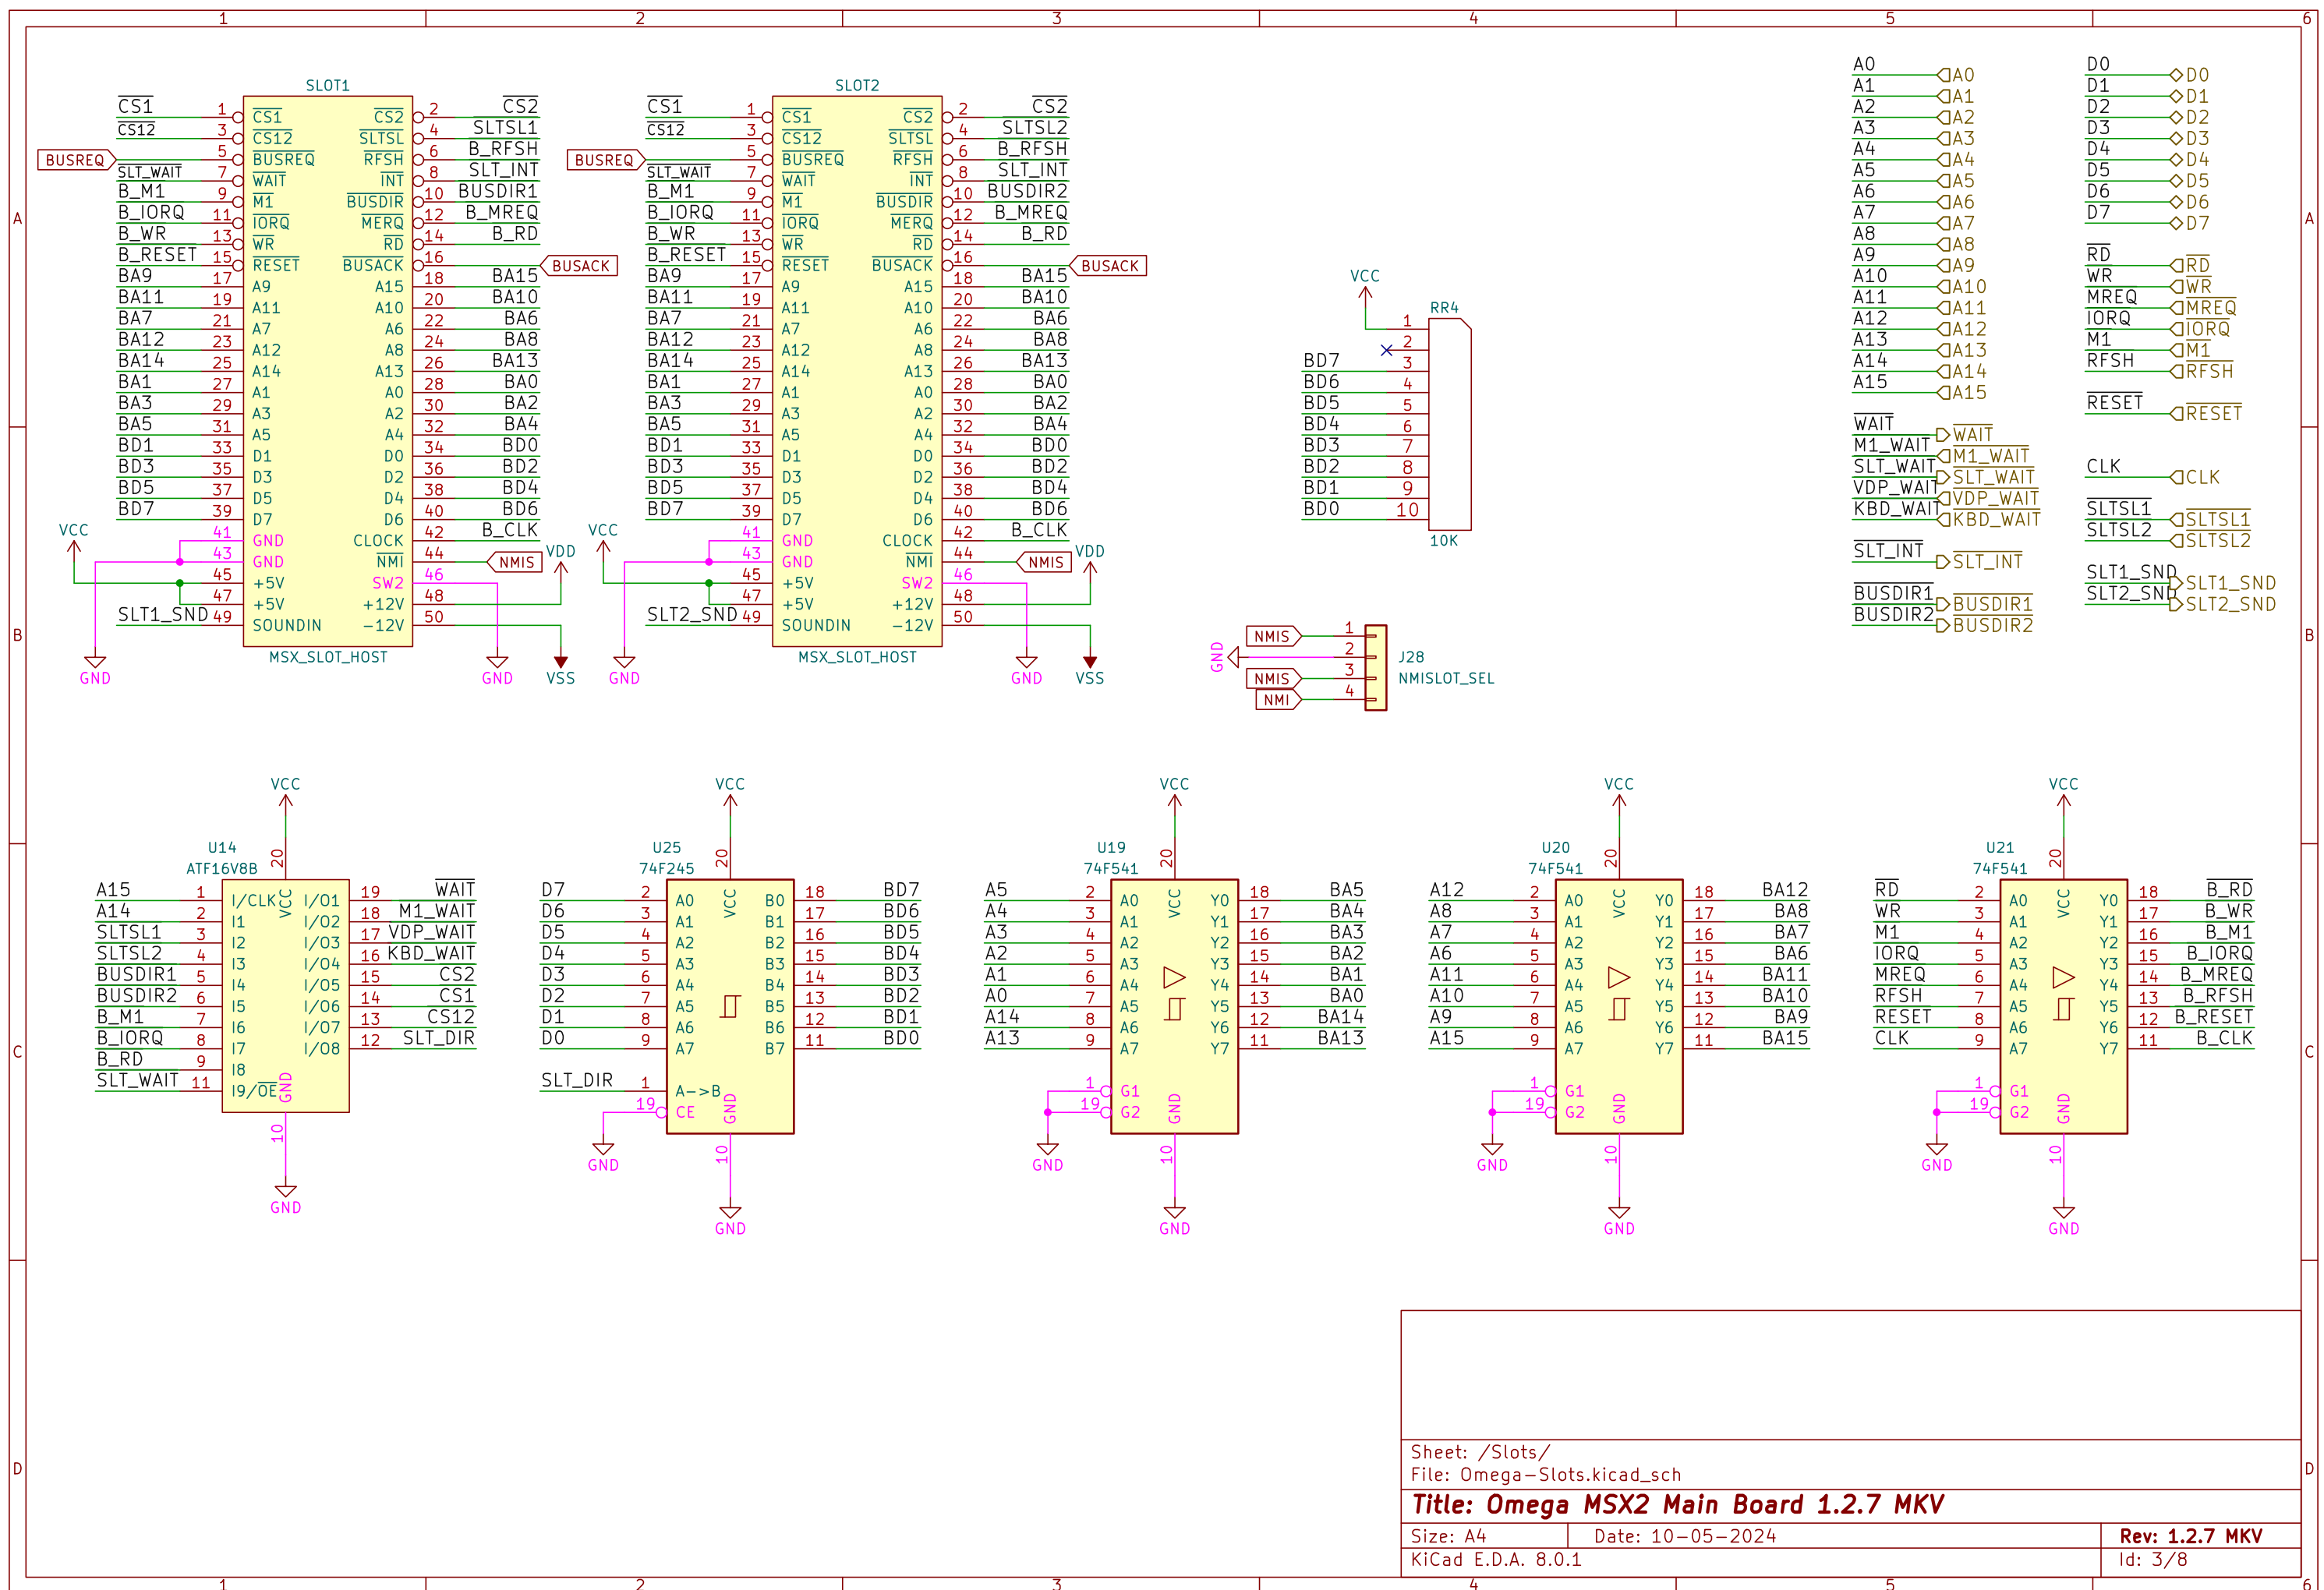 1 2 3 4 5 6
A
B
C
D
SLOT1
C̅S̅1̅ 1 C̅S̅1̅ C̅S̅2̅ 2 C̅S̅2̅
C̅S̅1̅2̅ 3 C̅S̅1̅2̅ S̅L̅T̅S̅L̅ 4 SLTSL1
BUSREQ 5 BUSREQ RFSH 6 B_RFSH
SLT_WAIT 7 WAIT INT 8 SLT_INT
B_M1 9 M1 BUSDIR 10 BUSDIR1
B_IORQ 11 IORQ MERQ 12 B_MREQ
B_WR 13 WR RD 14 B_RD
B_RESET 15 RESET BUSACK 16 BUSACK
BA9 17 A9 A15 18 BA15
BA11 19 A11 A10 20 BA10
BA7 21 A7 A6 22 BA6
BA12 23 A12 A8 24 BA8
BA14 25 A14 A13 26 BA13
BA1 27 A1 A0 28 BA0
BA3 29 A3 A2 30 BA2
BA5 31 A5 A4 32 BA4
BD1 33 D1 D0 34 BD0
BD3 35 D3 D2 36 BD2
BD5 37 D5 D4 38 BD4
BD7 39 D7 D6 40 BD6
VCC 41 GND CLOCK 42 B_CLK
43 GND NMI 44 NMIS VDD
45 +5V SW2 46
47 +5V +12V 48
SLT1_SND 49 SOUNDIN -12V 50
MSX_SLOT_HOST
GND GND VSS
SLOT2
CS1 1 CS1 CS2 2 CS2
CS12 3 CS12 SLTSL 4 SLTSL2
BUSREQ 5 BUSREQ RFSH 6 B_RFSH
SLT_WAIT 7 WAIT INT 8 SLT_INT
B_M1 9 M1 BUSDIR 10 BUSDIR2
B_IORQ 11 IORQ MERQ 12 B_MREQ
B_WR 13 WR RD 14 B_RD
B_RESET 15 RESET BUSACK 16 BUSACK
BA9 17 A9 A15 18 BA15
BA11 19 A11 A10 20 BA10
BA7 21 A7 A6 22 BA6
BA12 23 A12 A8 24 BA8
BA14 25 A14 A13 26 BA13
BA1 27 A1 A0 28 BA0
BA3 29 A3 A2 30 BA2
BA5 31 A5 A4 32 BA4
BD1 33 D1 D0 34 BD0
BD3 35 D3 D2 36 BD2
BD5 37 D5 D4 38 BD4
BD7 39 D7 D6 40 BD6
VCC 41 GND CLOCK 42 B_CLK
43 GND NMI 44 NMIS VDD
45 +5V SW2 46
47 +5V +12V 48
SLT2_SND 49 SOUNDIN -12V 50
MSX_SLOT_HOST
GND GND VSS
VCC
RR4
1
2
BD7 3
BD6 4
BD5 5
BD4 6
BD3 7
BD2 8
BD1 9
BD0 10
10K
NMIS 1
GND 2 J28
NMIS 3 NMISLOT_SEL
NMI 4
A0 A0
A1 A1
A2 A2
A3 A3
A4 A4
A5 A5
A6 A6
A7 A7
A8 A8
A9 A9
A10 A10
A11 A11
A12 A12
A13 A13
A14 A14
A15 A15
WAIT WAIT
M1_WAIT M1_WAIT
SLT_WAIT SLT_WAIT
VDP_WAIT VDP_WAIT
KBD_WAIT KBD_WAIT
SLT_INT SLT_INT
BUSDIR1 BUSDIR1
BUSDIR2 BUSDIR2
D0 D0
D1 D1
D2 D2
D3 D3
D4 D4
D5 D5
D6 D6
D7 D7
RD RD
WR WR
MREQ MREQ
IORQ IORQ
M1 M1
RFSH RFSH
RESET RESET
CLK CLK
SLTSL1 SLTSL1
SLTSL2 SLTSL2
SLT1_SND SLT1_SND
SLT2_SND SLT2_SND
VCC
U14
ATF16V8B
20
VCC
A15 1 I/CLK I/O1 19 WAIT
A14 2 I1 I/O2 18 M1_WAIT
SLTSL1 3 I2 I/O3 17 VDP_WAIT
SLTSL2 4 I3 I/O4 16 KBD_WAIT
BUSDIR1 5 I4 I/O5 15 CS2
BUSDIR2 6 I5 I/O6 14 CS1
B_M1 7 I6 I/O7 13 CS12
B_IORQ 8 I7 I/O8 12 SLT_DIR
B_RD 9 I8
SLT_WAIT 11 I9/OE
GND
10
GND
VCC
U25
74F245
20
VCC
D7 2 A0 B0 18 BD7
D6 3 A1 B1 17 BD6
D5 4 A2 B2 16 BD5
D4 5 A3 B3 15 BD4
D3 6 A4 B4 14 BD3
D2 7 A5 B5 13 BD2
D1 8 A6 B6 12 BD1
D0 9 A7 B7 11 BD0
SLT_DIR 1 A->B
19 CE
GND
GND
10
GND
VCC
U19
74F541
20
VCC
A5 2 A0 Y0 18 BA5
A4 3 A1 Y1 17 BA4
A3 4 A2 Y2 16 BA3
A2 5 A3 Y3 15 BA2
A1 6 A4 Y4 14 BA1
A0 7 A5 Y5 13 BA0
A14 8 A6 Y6 12 BA14
A13 9 A7 Y7 11 BA13
1 G1
19 G2
GND
GND
10
GND
VCC
U20
74F541
20
VCC
A12 2 A0 Y0 18 BA12
A8 3 A1 Y1 17 BA8
A7 4 A2 Y2 16 BA7
A6 5 A3 Y3 15 BA6
A11 6 A4 Y4 14 BA11
A10 7 A5 Y5 13 BA10
A9 8 A6 Y6 12 BA9
A15 9 A7 Y7 11 BA15
1 G1
19 G2
GND
GND
10
GND
VCC
U21
74F541
20
VCC
RD 2 A0 Y0 18 B_RD
WR 3 A1 Y1 17 B_WR
M1 4 A2 Y2 16 B_M1
IORQ 5 A3 Y3 15 B_IORQ
MREQ 6 A4 Y4 14 B_MREQ
RFSH 7 A5 Y5 13 B_RFSH
RESET 8 A6 Y6 12 B_RESET
CLK 9 A7 Y7 11 B_CLK
1 G1
19 G2
GND
GND
10
GND
Sheet: /Slots/
File: Omega-Slots.kicad_sch
Title: Omega MSX2 Main Board 1.2.7 MKV
Size: A4 Date: 10-05-2024 Rev: 1.2.7 MKV
KiCad E.D.A. 8.0.1 Id: 3/8
A
B
C
D
1 2 3 4 5 6